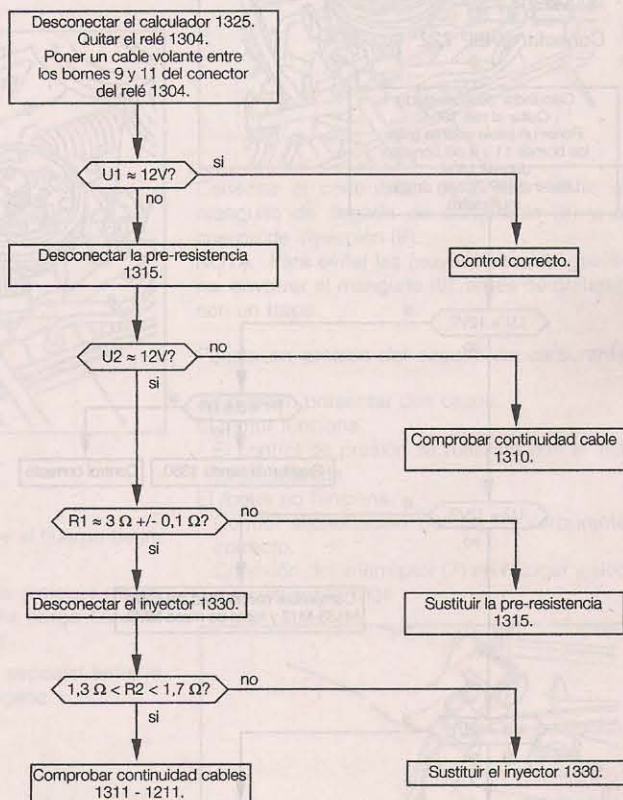 Desconectar el calculador 1325.
Quitar el relé 1304.
Poner un cable volante entre
los bornes 9 y 11 del conector
del relé 1304.
U1 ≈ 12V?
si
no
Desconectar la pre-resistencia
1315.
Control correcto.
U2 ≈ 12V?
no
si
Comprobar continuidad cable
1310.
R1 ≈ 3 Ω +/- 0,1 Ω?
no
si
Desconectar el inyector 1330.
Sustituir la pre-resistencia
1315.
1,3 Ω < R2 < 1,7 Ω?
no
si
Comprobar continuidad cables
1311 - 1211.
Sustituir el inyector 1330.